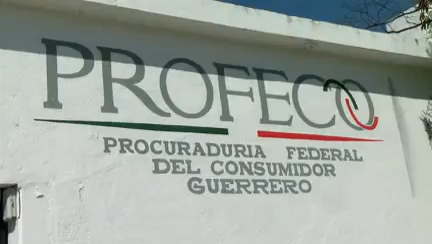 PROFECO
PROCURADURIA FEDERAL
DEL CONSUMIDOR
GUERRERO